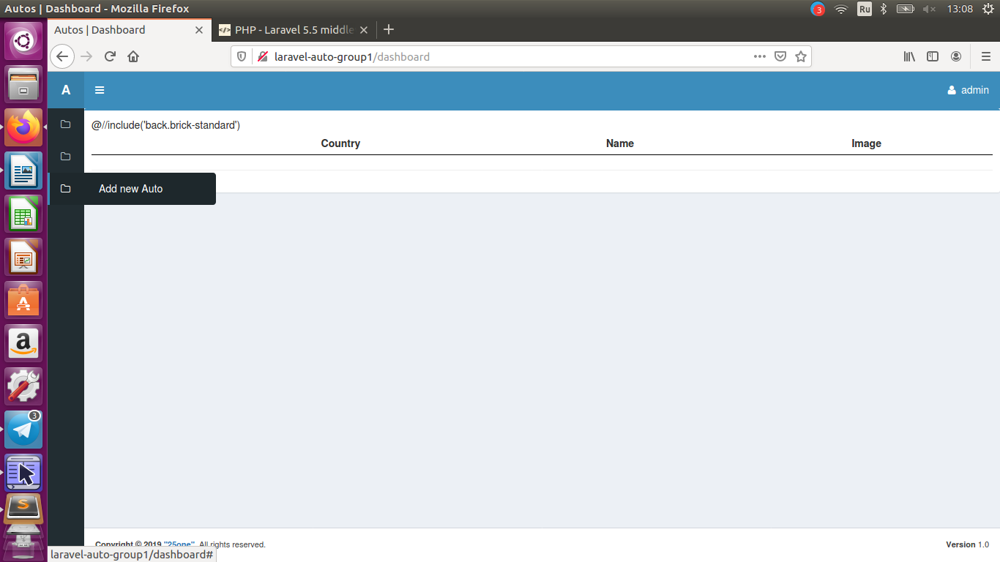 Autos | Dashboard - Mozilla Firefox
3
Ru
13:08
Autos | Dashboard
PHP - Laravel 5.5 middle
laravel-auto-group1/dashboard
A
admin
@//include('back.brick-standard')
Country Name Image
Add new Auto
A
a
3
S
Copyright © 2019 "25one". All rights reserved.
Version 1.0
laravel-auto-group1/dashboard#